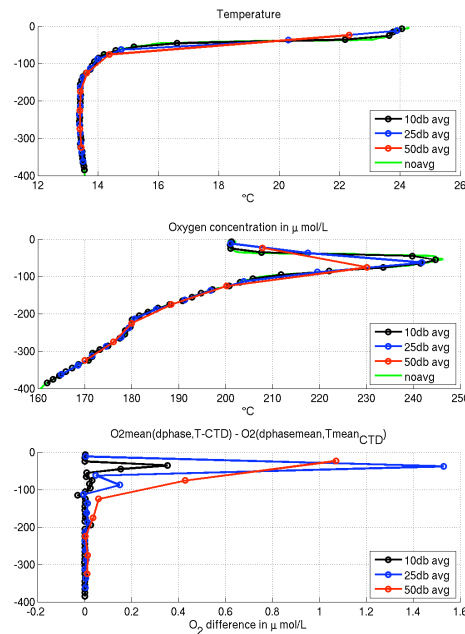 Temperature
0
-100
-200
-300
-400
12 14 16 18 20 22 24 26
°C
10db avg
25db avg
50db avg
noavg
Oxygen concentration in μ mol/L
0
-100
-200
-300
-400
160 170 180 190 200 210 220 230 240 250
°C
10db avg
25db avg
50db avg
noavg
O2mean(dphase,T-CTD) - O2(dphasemean,Tmean_CTD)
0
-100
-200
-300
-400
-0.2 0 0.2 0.4 0.6 0.8 1 1.2 1.4 1.6
O₂ difference in μ mol/L
10db avg
25db avg
50db avg